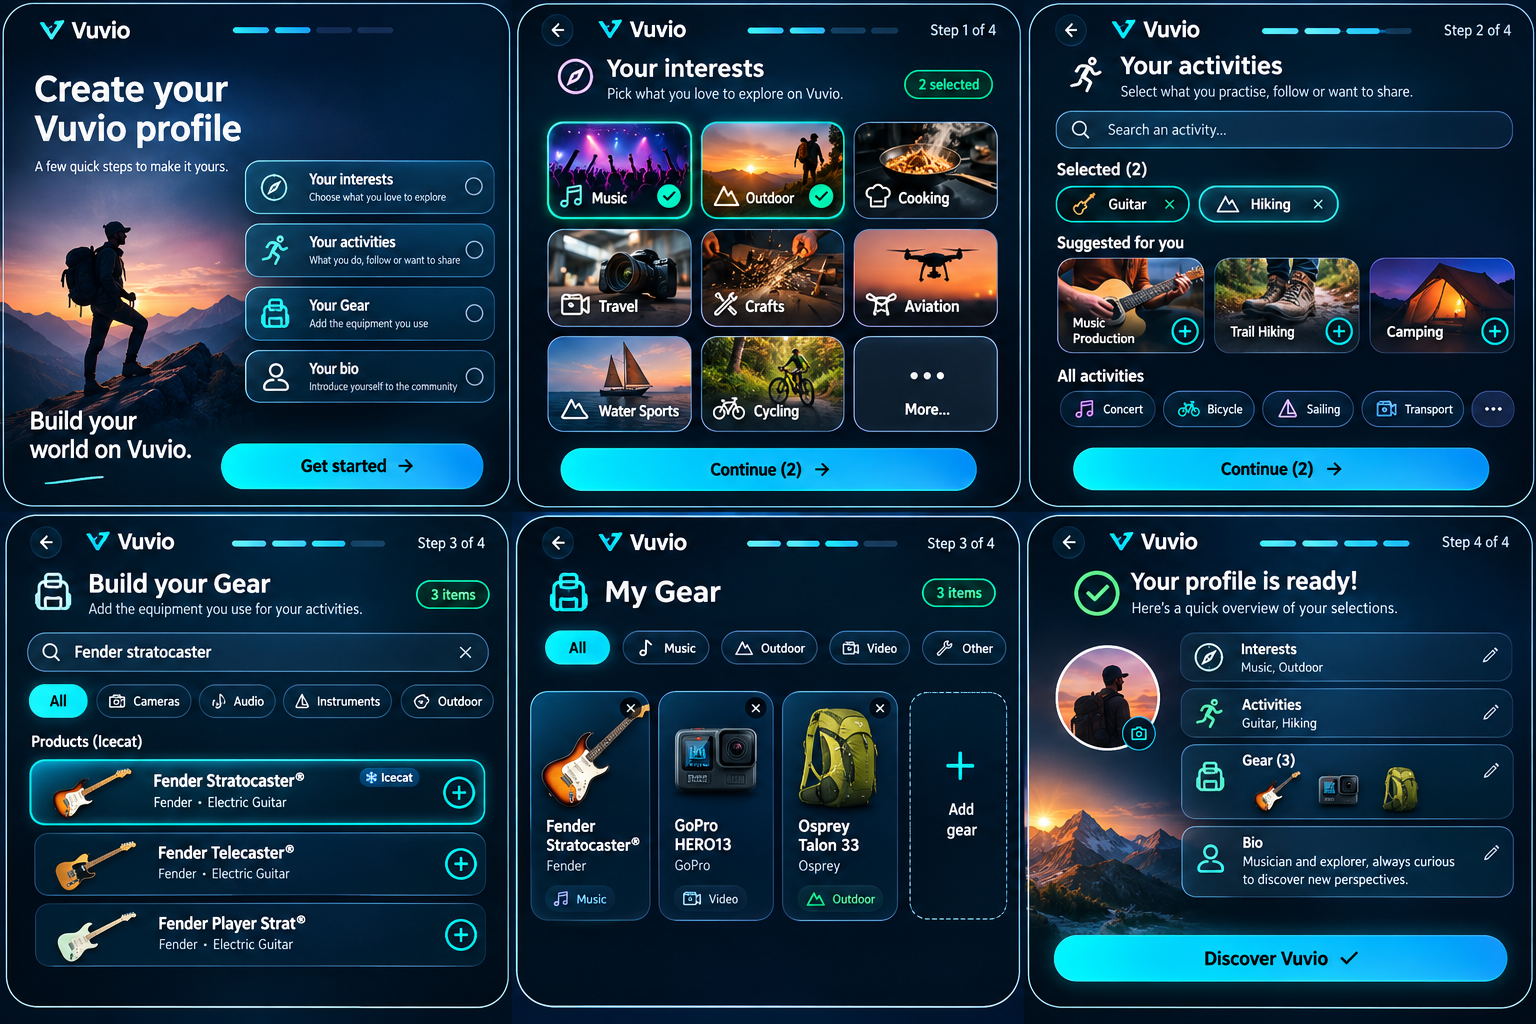 Vuvio
Create your
Vuvio profile
A few quick steps to make it yours.
Your interests
Choose what you love to explore
Your activities
What you do, follow or want to share
Your Gear
Add the equipment you use
Your bio
Introduce yourself to the community
Build your
world on Vuvio.
Get started →
Vuvio
Step 1 of 4
Your interests
Pick what you love to explore on Vuvio.
2 selected
Music
Outdoor
Cooking
Travel
Crafts
Aviation
Water Sports
Cycling
More...
Continue (2) →
Vuvio
Step 2 of 4
Your activities
Select what you practise, follow or want to share.
Search an activity...
Selected (2)
Guitar ×
Hiking ×
Suggested for you
Music
Production
Trail Hiking
Camping
All activities
Concert
Bicycle
Sailing
Transport
Continue (2) →
Vuvio
Step 3 of 4
Build your Gear
Add the equipment you use for your activities.
3 items
Fender stratocaster
All
Cameras
Audio
Instruments
Outdoor
Products (Icecat)
Fender Stratocaster®
Icecat
Fender • Electric Guitar
Fender Telecaster®
Fender • Electric Guitar
Fender Player Strat®
Fender • Electric Guitar
Vuvio
Step 3 of 4
My Gear
3 items
All
Music
Outdoor
Video
Other
Fender
Stratocaster®
Fender
Music
GoPro
HERO13
GoPro
Video
Osprey
Talon 33
Osprey
Outdoor
Add
gear
Vuvio
Step 4 of 4
Your profile is ready!
Here's a quick overview of your selections.
Interests
Music, Outdoor
Activities
Guitar, Hiking
Gear (3)
Bio
Musician and explorer, always curious
to discover new perspectives.
Discover Vuvio ✓